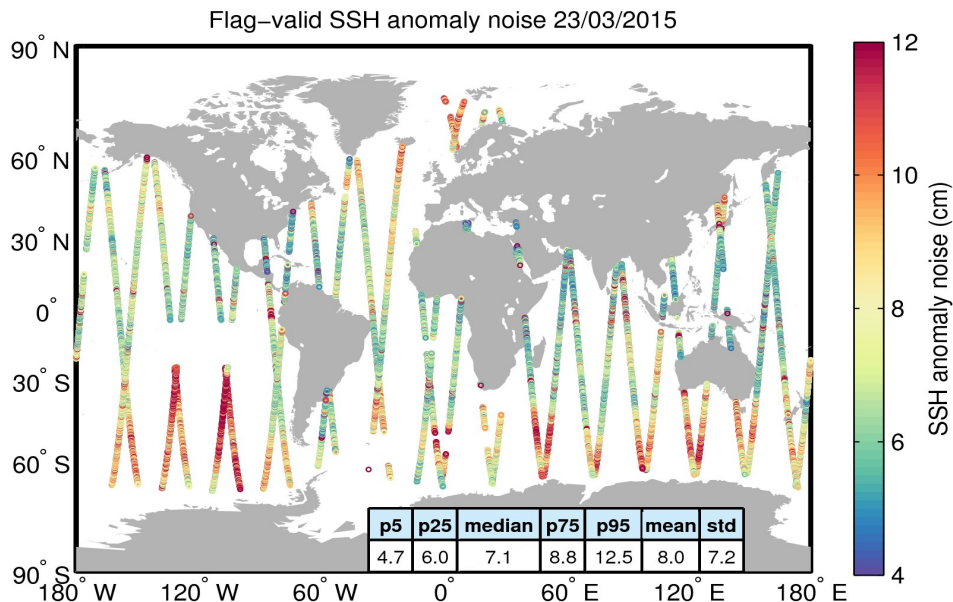 Flag−valid SSH anomaly noise 23/03/2015
90° N
60° N
30° N
0°
30° S
60° S
90° S
180° W
120° W
60° W
0°
60° E
120° E
180° E
p5 p25 median p75 p95 mean std
4.7 6.0 7.1 8.8 12.5 8.0 7.2
12
10
8
6
4
SSH anomaly noise (cm)